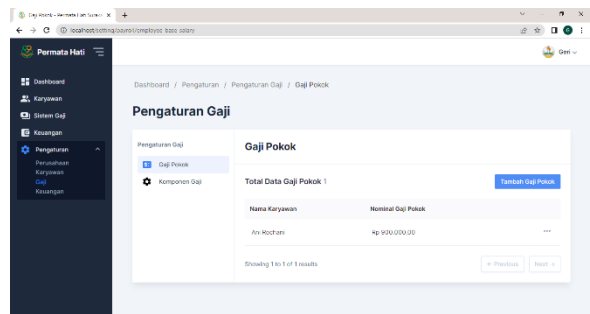 Gaji Pokok - Permata Hati
localhost/setting/payroll/employee-base-salary
Permata Hati
Geri
Dashboard
Karyawan
Sistem Gaji
Keuangan
Pengaturan
Perusahaan
Karyawan
Gaji
Keuangan
Dashboard / Pengaturan / Pengaturan Gaji / Gaji Pokok
Pengaturan Gaji
Pengaturan Gaji
Gaji Pokok
Komponen Gaji
Gaji Pokok
Total Data Gaji Pokok 1
Tambah Gaji Pokok
Nama Karyawan Nominal Gaji Pokok
Ani Rochani Rp 900.000,00 ...
Showing 1 to 1 of 1 results
« Previous Next »